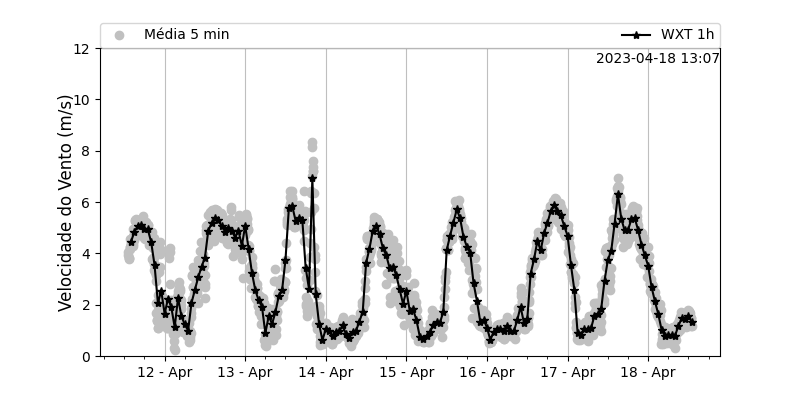 Média 5 min
WXT 1h
2023-04-18 13:07
Velocidade do Vento (m/s)
12
10
8
6
4
2
0
12 - Apr
13 - Apr
14 - Apr
15 - Apr
16 - Apr
17 - Apr
18 - Apr